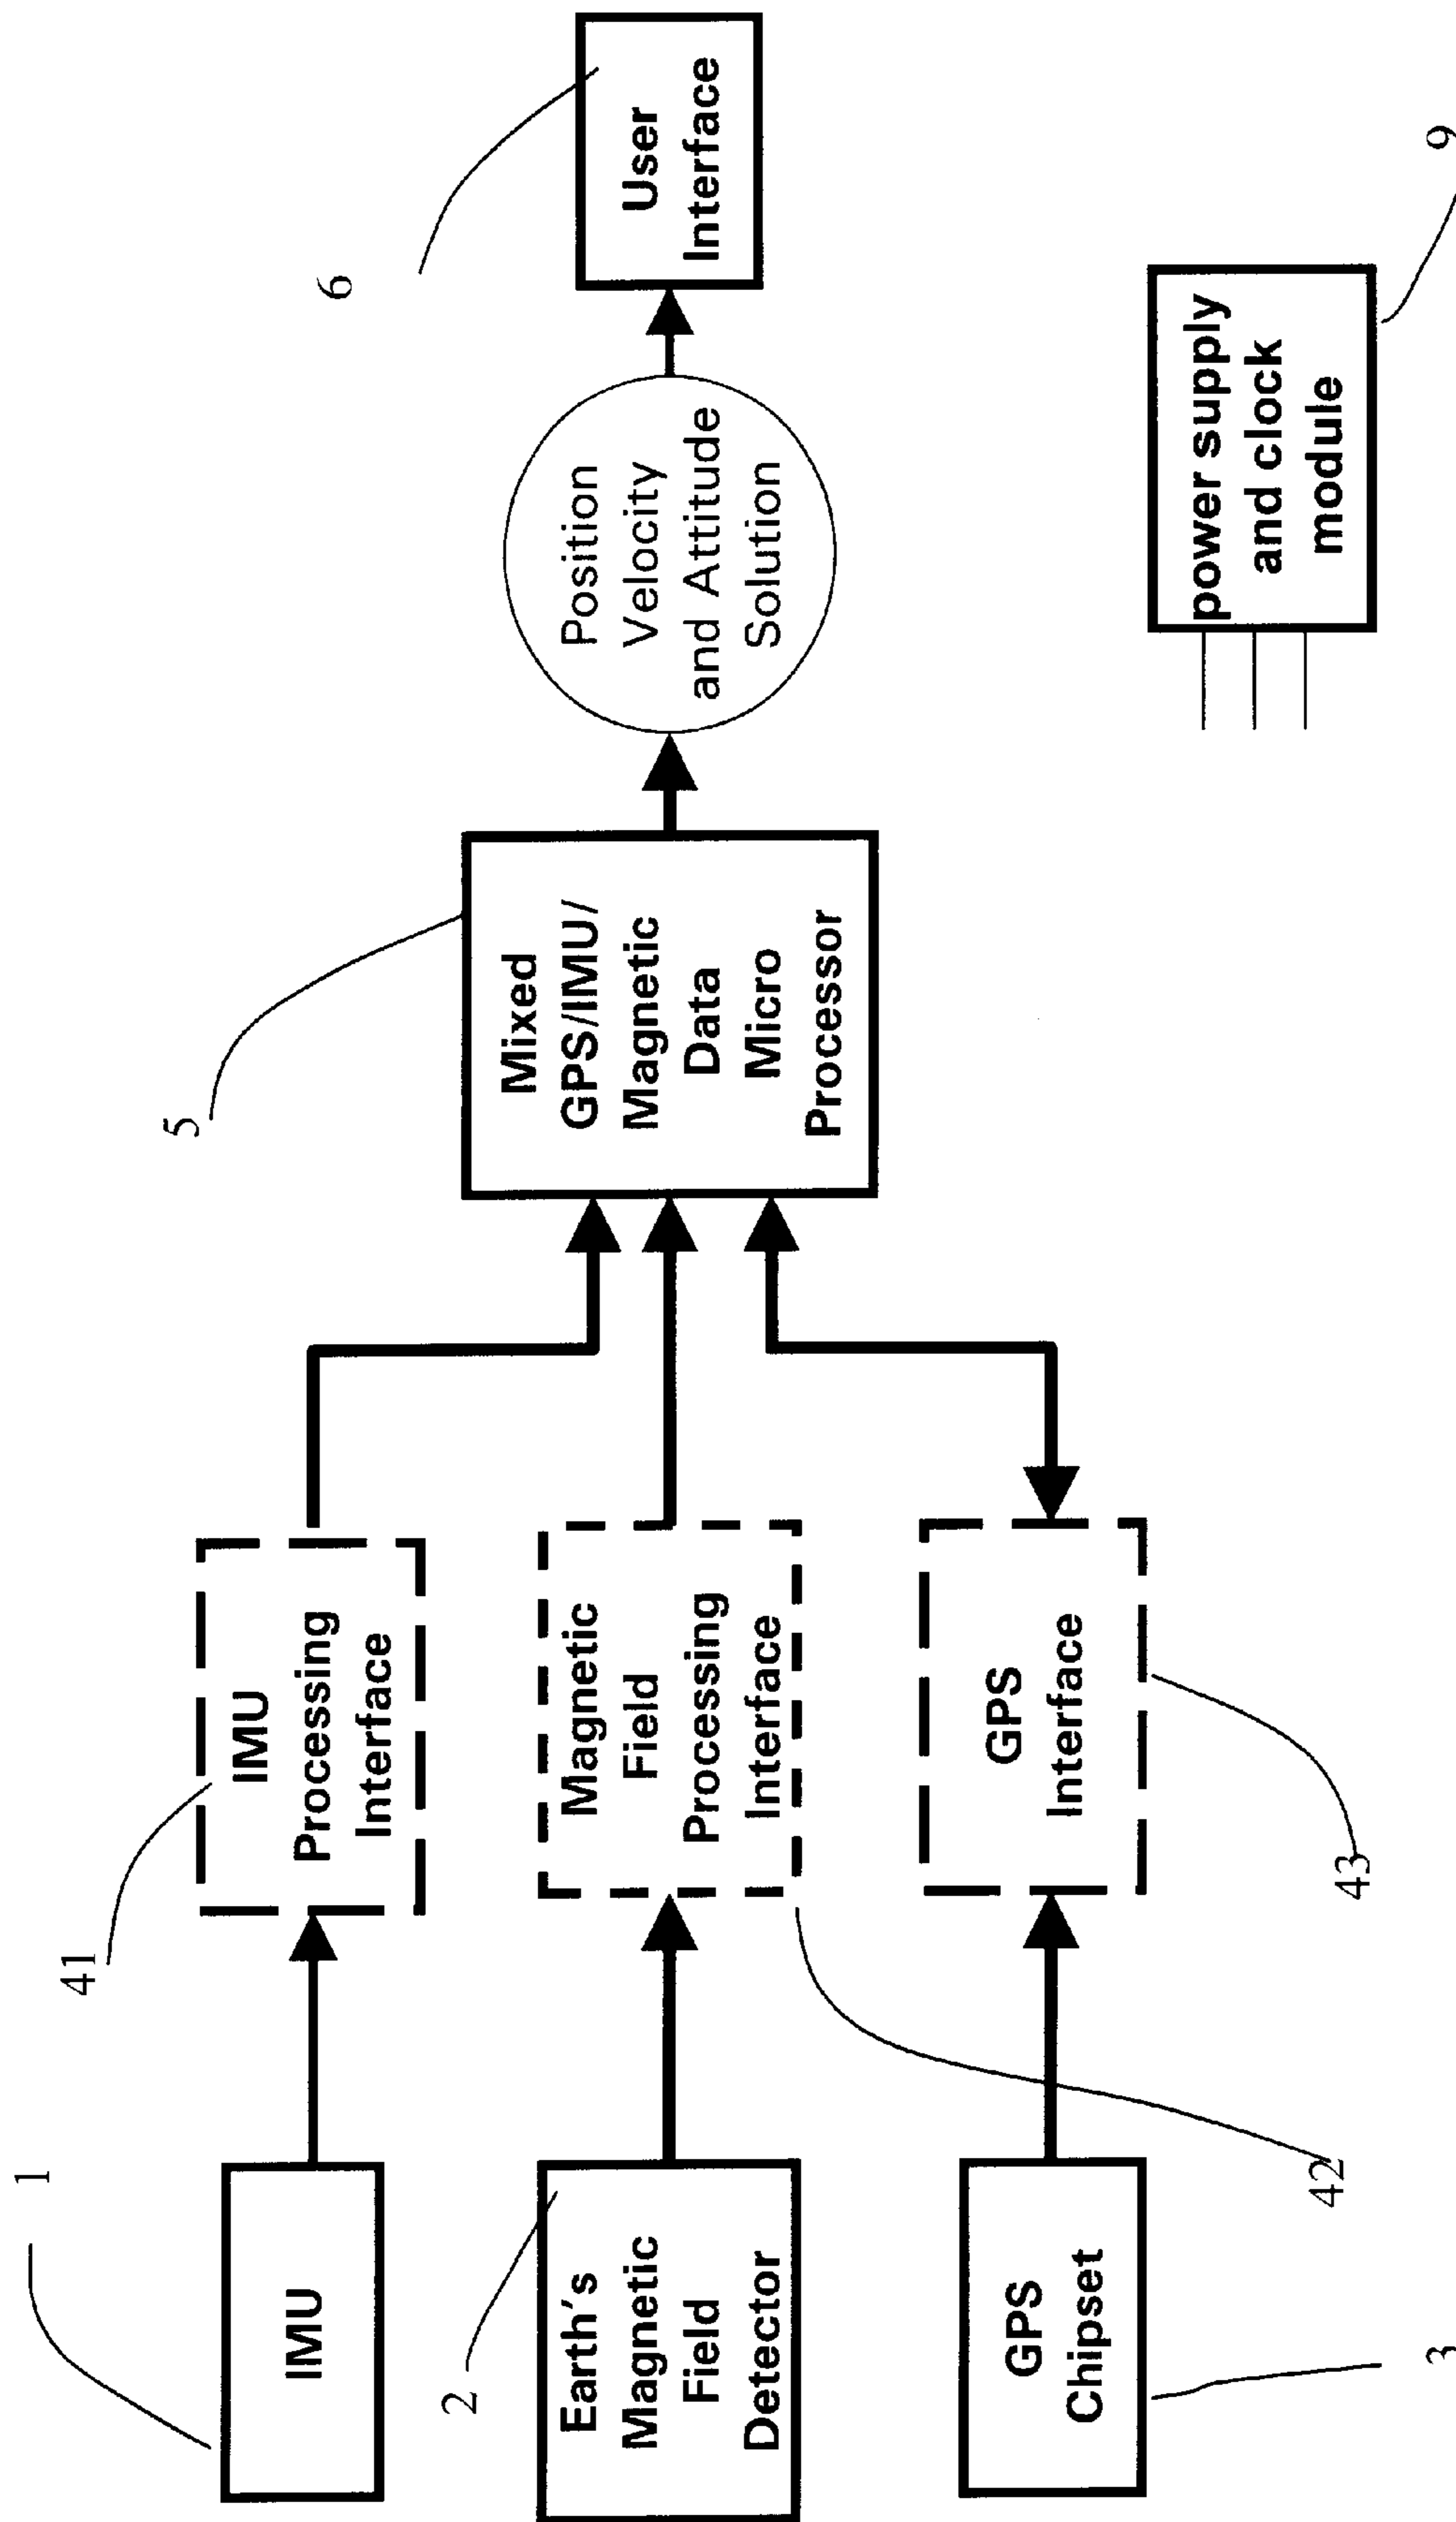 1
IMU
41
IMU
Processing
Interface
2
Earth's
Magnetic
Field
Detector
Magnetic
Field
Processing
Interface
42
3
GPS
Chipset
GPS
Interface
43
5
Mixed
GPS/IMU/
Magnetic
Data
Micro
Processor
Position
Velocity
and Attitude
Solution
6
User
Interface
power supply
and clock
module
9